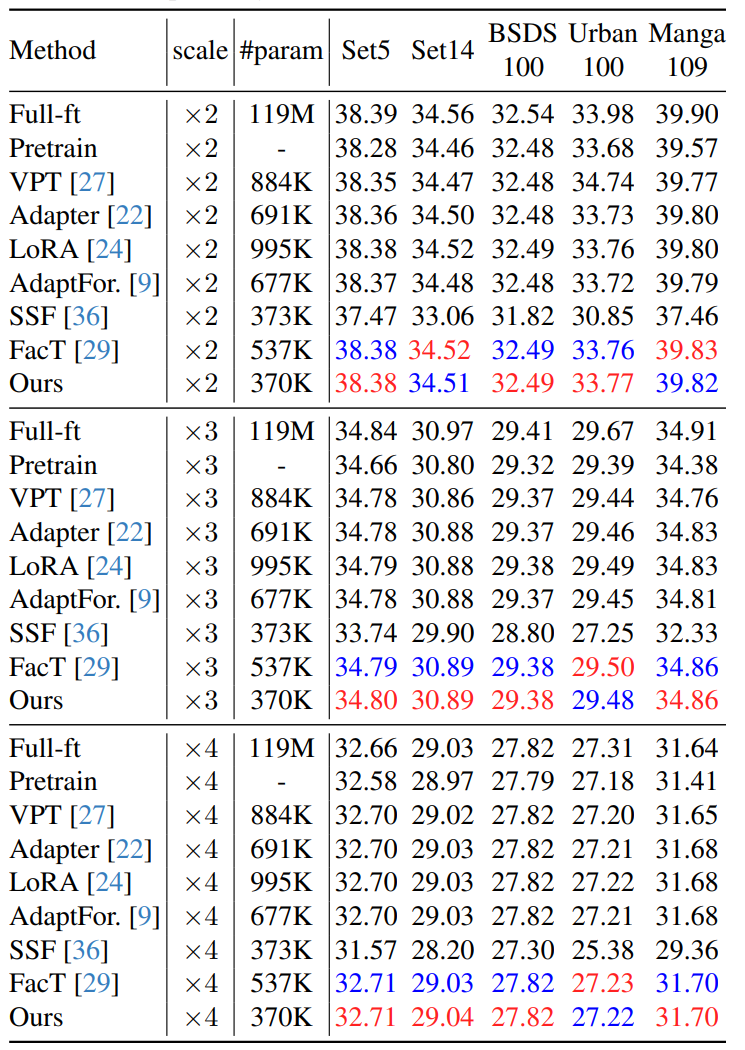 Method scale #param Set5 Set14 BSDS 100 Urban 100 Manga 109
Full-ft ×2 119M 38.39 34.56 32.54 33.98 39.90
Pretrain ×2 - 38.28 34.46 32.48 33.68 39.57
VPT [27] ×2 884K 38.35 34.47 32.48 34.74 39.77
Adapter [22] ×2 691K 38.36 34.50 32.48 33.73 39.80
LoRA [24] ×2 995K 38.38 34.52 32.49 33.76 39.80
AdaptFor. [9] ×2 677K 38.37 34.48 32.48 33.72 39.79
SSF [36] ×2 373K 37.47 33.06 31.82 30.85 37.46
FacT [29] ×2 537K 38.38 34.52 32.49 33.76 39.83
Ours ×2 370K 38.38 34.51 32.49 33.77 39.82
Full-ft ×3 119M 34.84 30.97 29.41 29.67 34.91
Pretrain ×3 - 34.66 30.80 29.32 29.39 34.38
VPT [27] ×3 884K 34.78 30.86 29.37 29.44 34.76
Adapter [22] ×3 691K 34.78 30.88 29.37 29.46 34.83
LoRA [24] ×3 995K 34.79 30.88 29.38 29.49 34.83
AdaptFor. [9] ×3 677K 34.78 30.88 29.37 29.45 34.81
SSF [36] ×3 373K 33.74 29.90 28.80 27.25 32.33
FacT [29] ×3 537K 34.79 30.89 29.38 29.50 34.86
Ours ×3 370K 34.80 30.89 29.38 29.48 34.86
Full-ft ×4 119M 32.66 29.03 27.82 27.31 31.64
Pretrain ×4 - 32.58 28.97 27.79 27.18 31.41
VPT [27] ×4 884K 32.70 29.02 27.82 27.20 31.65
Adapter [22] ×4 691K 32.70 29.03 27.82 27.21 31.68
LoRA [24] ×4 995K 32.70 29.03 27.82 27.22 31.68
AdaptFor. [9] ×4 677K 32.70 29.03 27.82 27.21 31.68
SSF [36] ×4 373K 31.57 28.20 27.30 25.38 29.36
FacT [29] ×4 537K 32.71 29.03 27.82 27.23 31.70
Ours ×4 370K 32.71 29.04 27.82 27.22 31.70